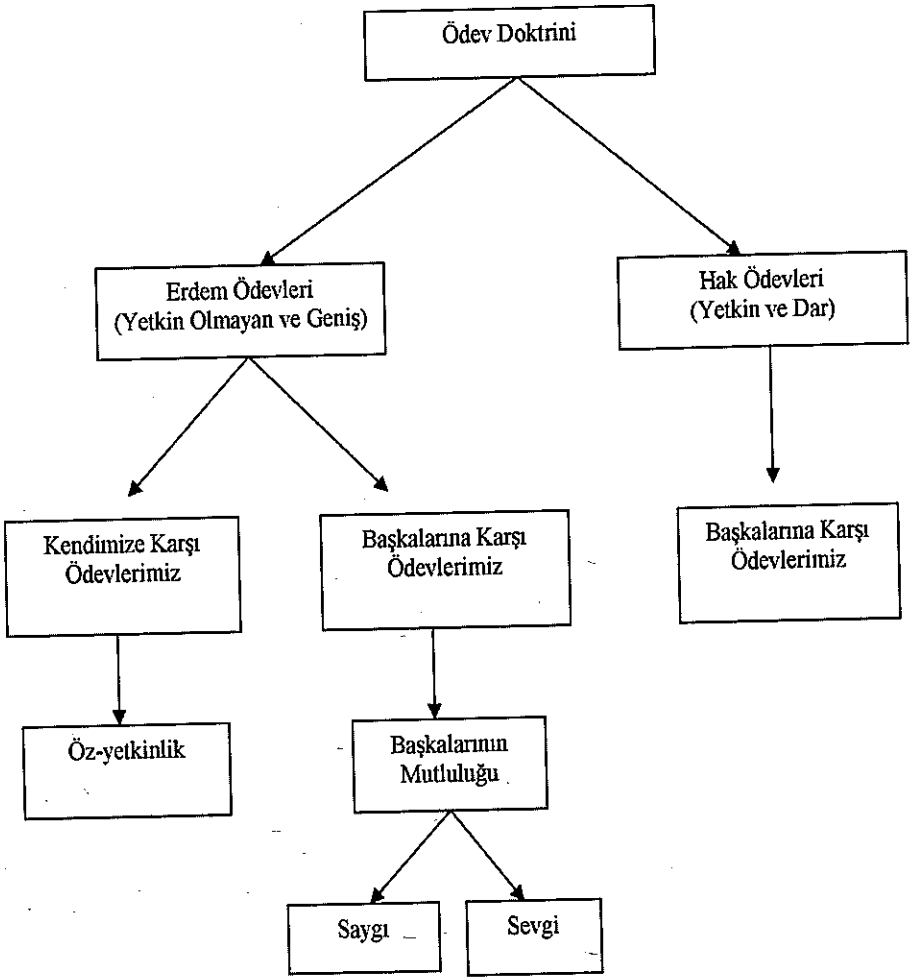 Ödev Doktrini
Erdem Ödevleri
(Yetkin Olmayan ve Geniş)
Hak Ödevleri
(Yetkin ve Dar)
Kendimize Karşı
Ödevlerimiz
Başkalarına Karşı
Ödevlerimiz
Başkalarına Karşı
Ödevlerimiz
Öz-yetkinlik
Başkalarının
Mutluluğu
Saygı
Sevgi